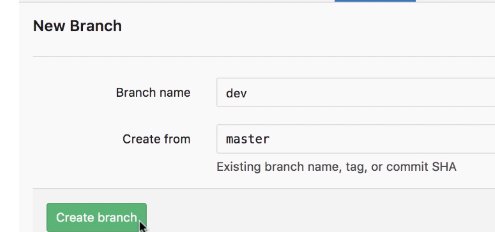 New Branch
Branch name dev
Create from master
Existing branch name, tag, or commit SHA
Create branch